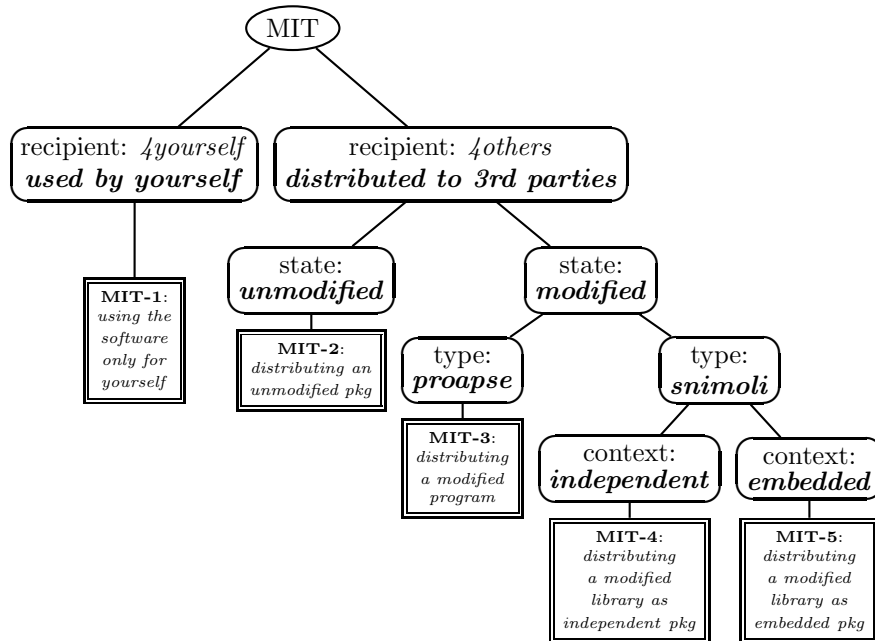 MIT
recipient: 4yourself
used by yourself
recipient: 4others
distributed to 3rd parties
state:
unmodified
state:
modified
MIT-1:
using the
software
only for
yourself
MIT-2:
distributing an
unmodified pkg
type:
proapse
type:
snimoli
MIT-3:
distributing
a modified
program
context:
independent
context:
embedded
MIT-4:
distributing
a modified
library as
independent pkg
MIT-5:
distributing
a modified
library as
embedded pkg